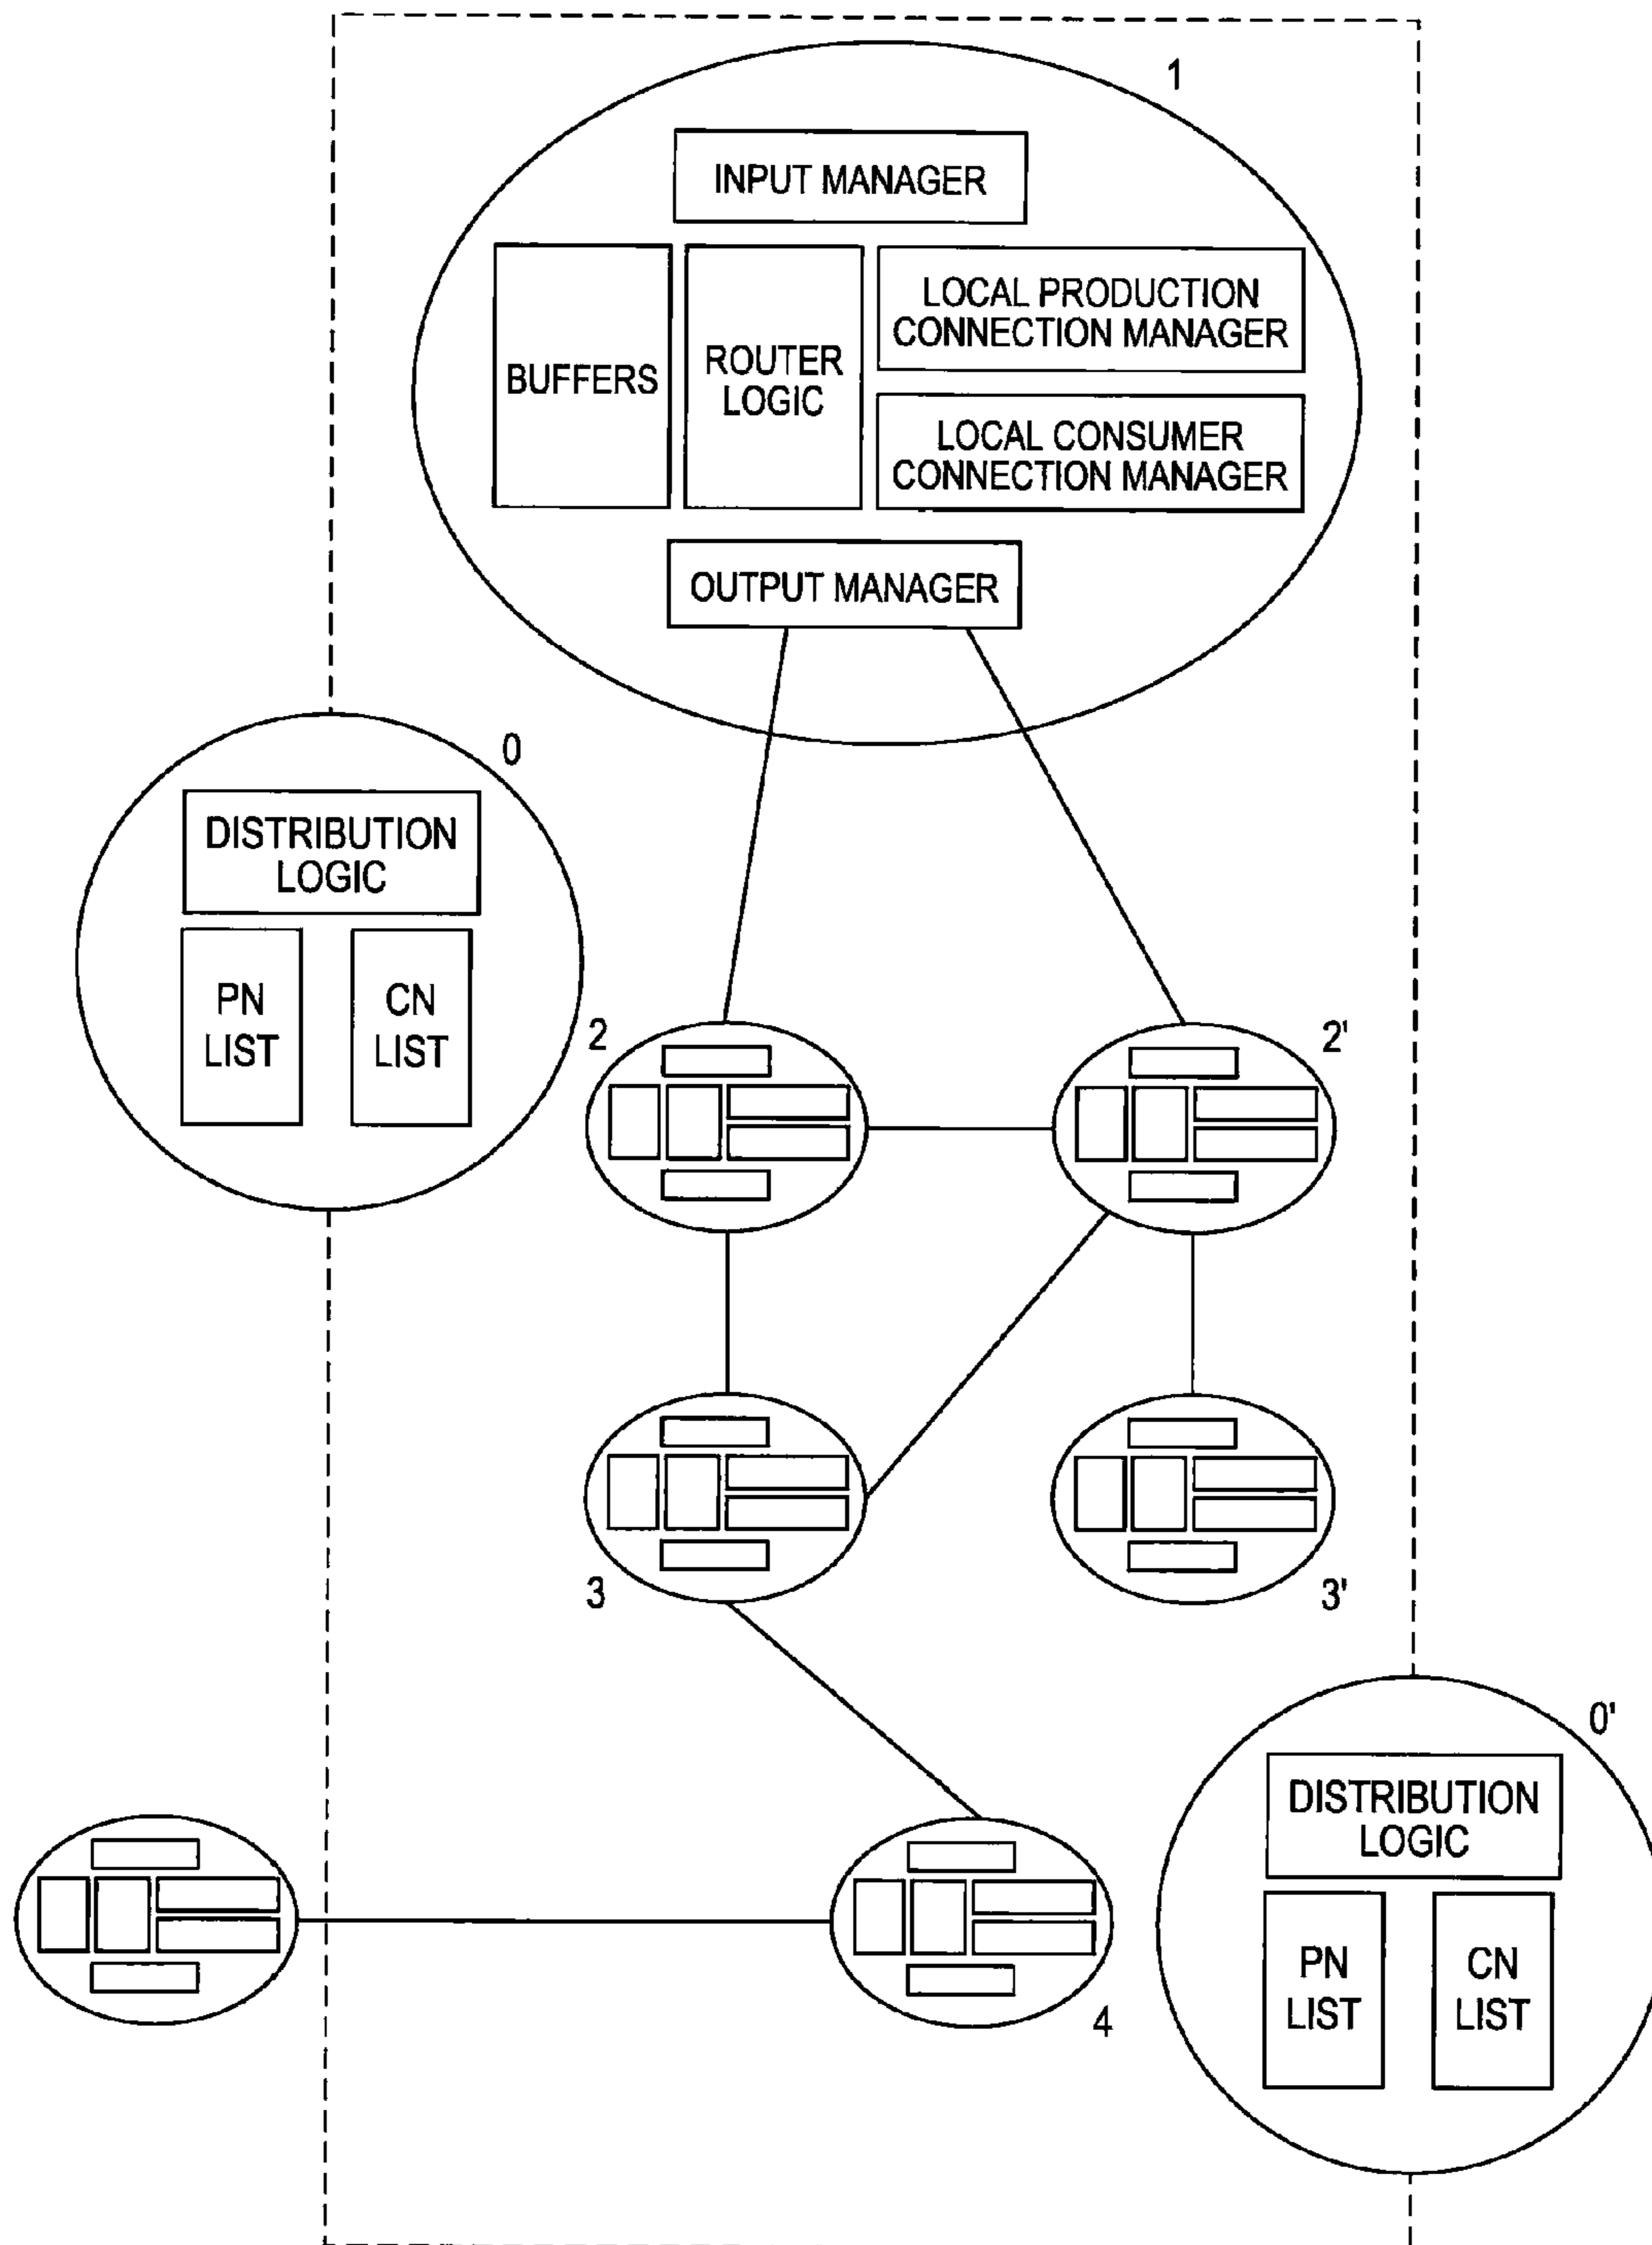 1
INPUT MANAGER
BUFFERS
ROUTER
LOGIC
LOCAL PRODUCTION
CONNECTION MANAGER
LOCAL CONSUMER
CONNECTION MANAGER
OUTPUT MANAGER
0
DISTRIBUTION
LOGIC
PN
LIST
CN
LIST
2
2'
3
3'
0'
DISTRIBUTION
LOGIC
PN
LIST
CN
LIST
4